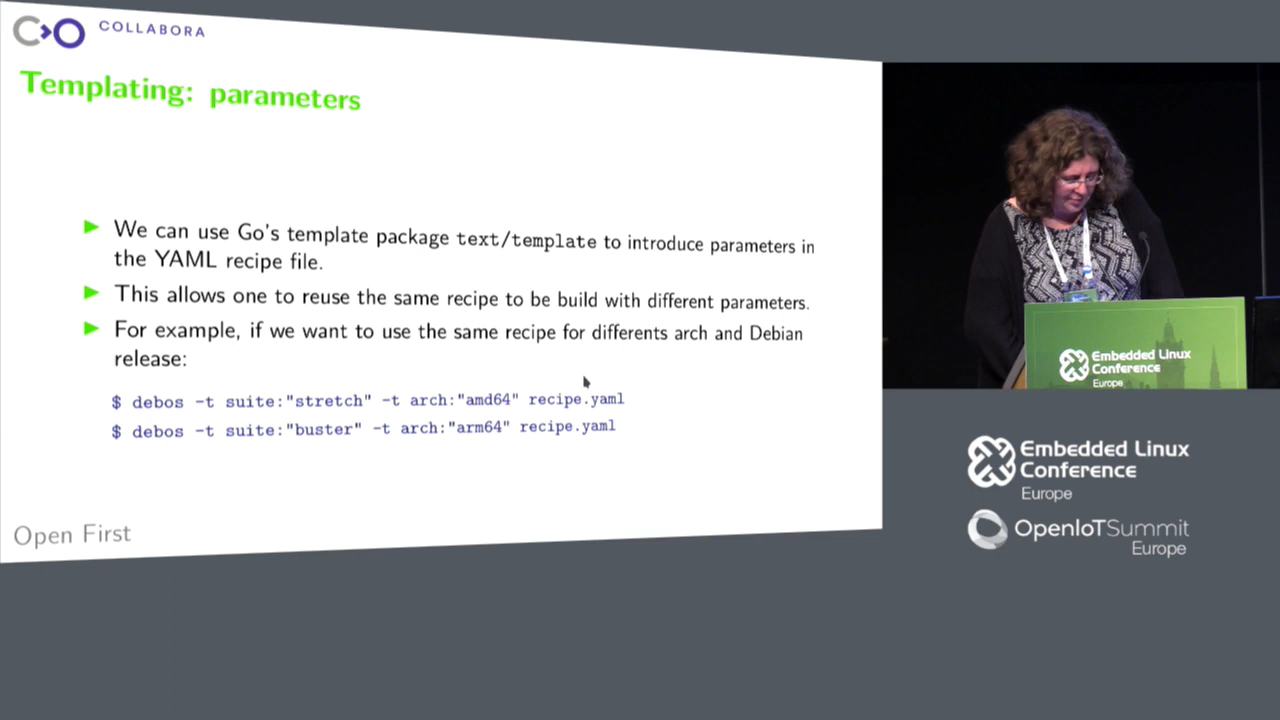 COLLABORA
Templating: parameters
We can use Go's template package text/template to introduce parameters in
the YAML recipe file.
This allows one to reuse the same recipe to be build with different parameters.
For example, if we want to use the same recipe for differents arch and Debian
release:
$ debos -t suite:"stretch" -t arch:"amd64" recipe.yaml
$ debos -t suite:"buster" -t arch:"arm64" recipe.yaml
Open First
Embedded Linux
Conference
Europe
Embedded Linux
Conference
Europe
OpenIoTSummit
Europe